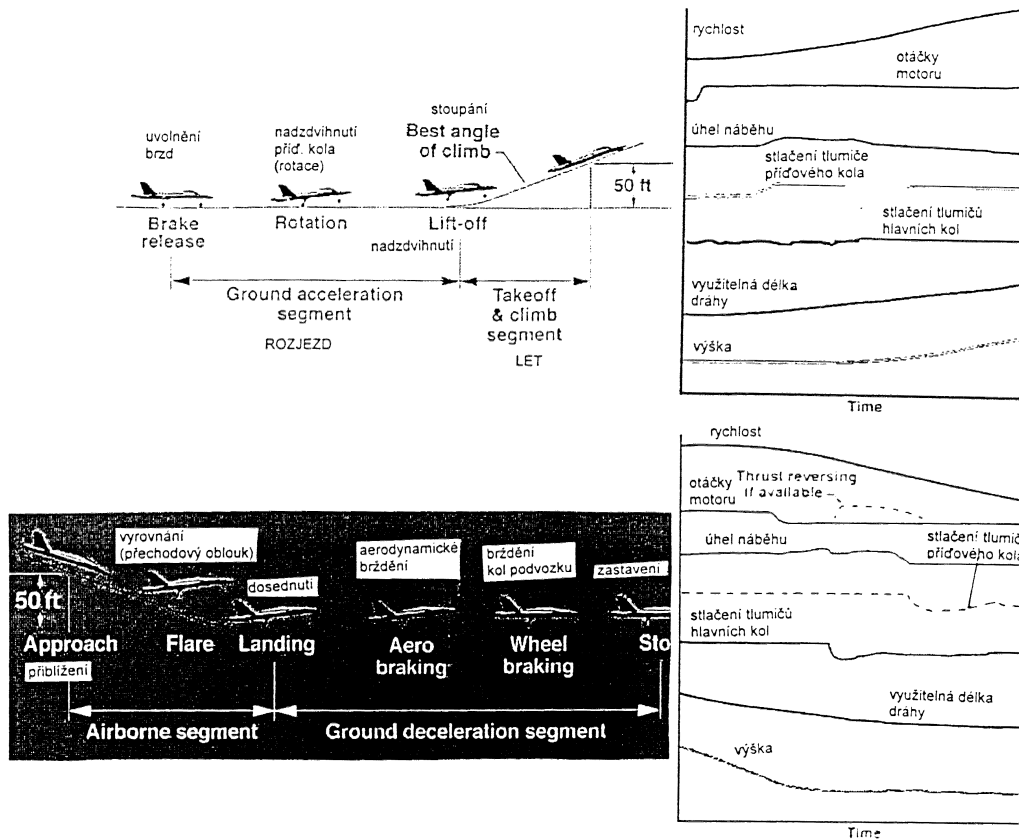 uvolnění
brzd
nadzdvihnutí
příď. kola
(rotace)
stoupání
Best angle
of climb
50 ft
Brake
release
Rotation
Lift-off
nadzdvihnutí
Ground acceleration
segment
Takeoff
& climb
segment
ROZJEZD
LET
rychlost
otáčky
motoru
úhel náběhu
stlačení tlumiče
příďového kola
stlačení tlumičů
hlavních kol
využitelná délka
dráhy
výška
Time
vyrovnání
(přechodový oblouk)
dosednutí
aerodynamické
brždění
brždění
kol podvozku
zastavení
50 ft
Approach
Flare
Landing
Aero
braking
Wheel
braking
Sto
přiblížení
Airborne segment
Ground deceleration segment
rychlost
otáčky
motoru
Thrust reversing
if available
úhel náběhu
stlačení tlumič
příďového kola
stlačení tlumičů
hlavních kol
využitelná délka
dráhy
výška
Time